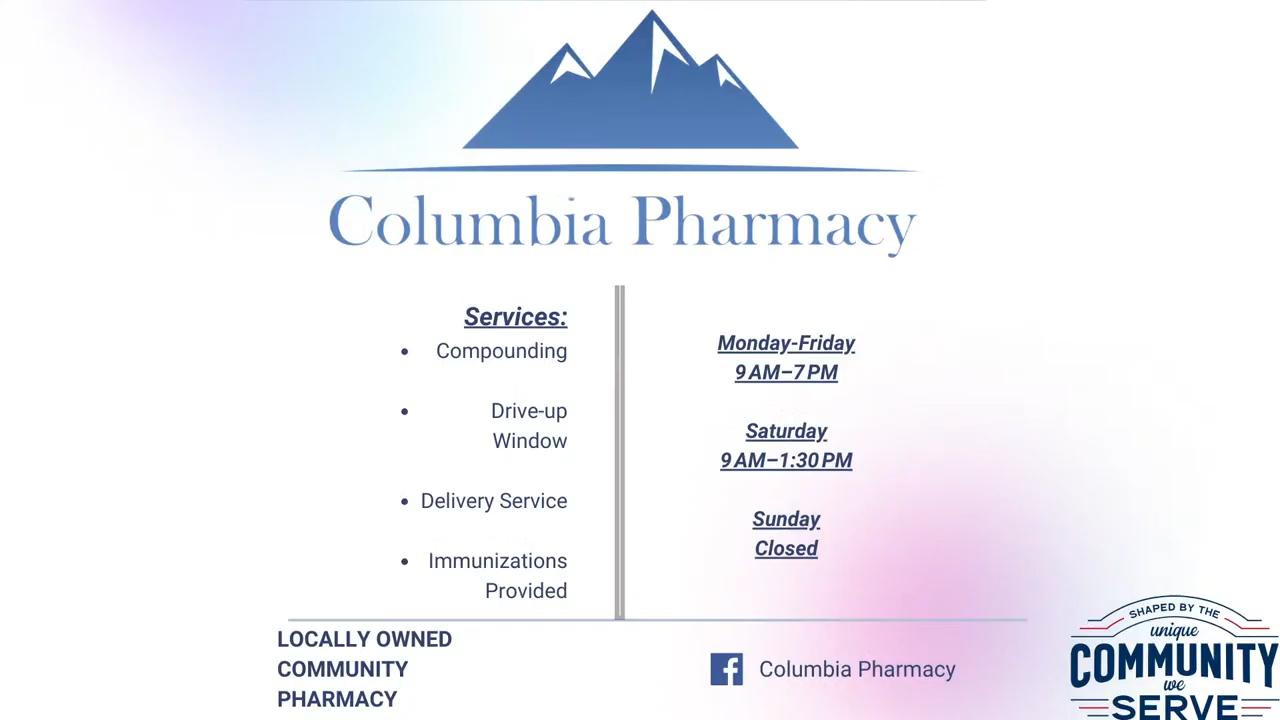 Columbia Pharmacy
Services:
• Compounding
• Drive-up
Window
• Delivery Service
• Immunizations
Provided
Monday-Friday
9 AM–7 PM
Saturday
9 AM–1:30 PM
Sunday
Closed
LOCALLY OWNED
COMMUNITY
PHARMACY
f Columbia Pharmacy
SHAPED BY THE
unique
COMMUNITY
we
SERVE